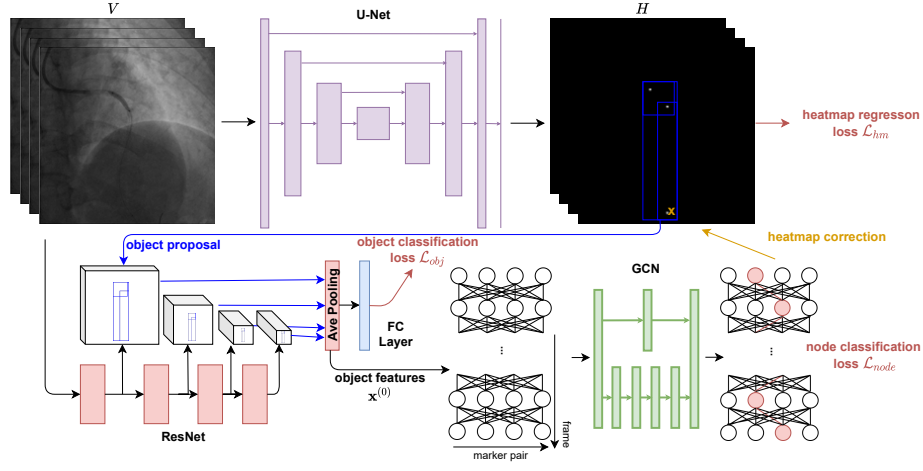 V
U-Net
H
heatmap regresson
loss ℒ_hm
object proposal
object classification
loss ℒ_obj
heatmap correction
Ave Pooling
FC
Layer
GCN
...
...
node classification
loss ℒ_node
object features
x^(0)
ResNet
frame
marker pair
x